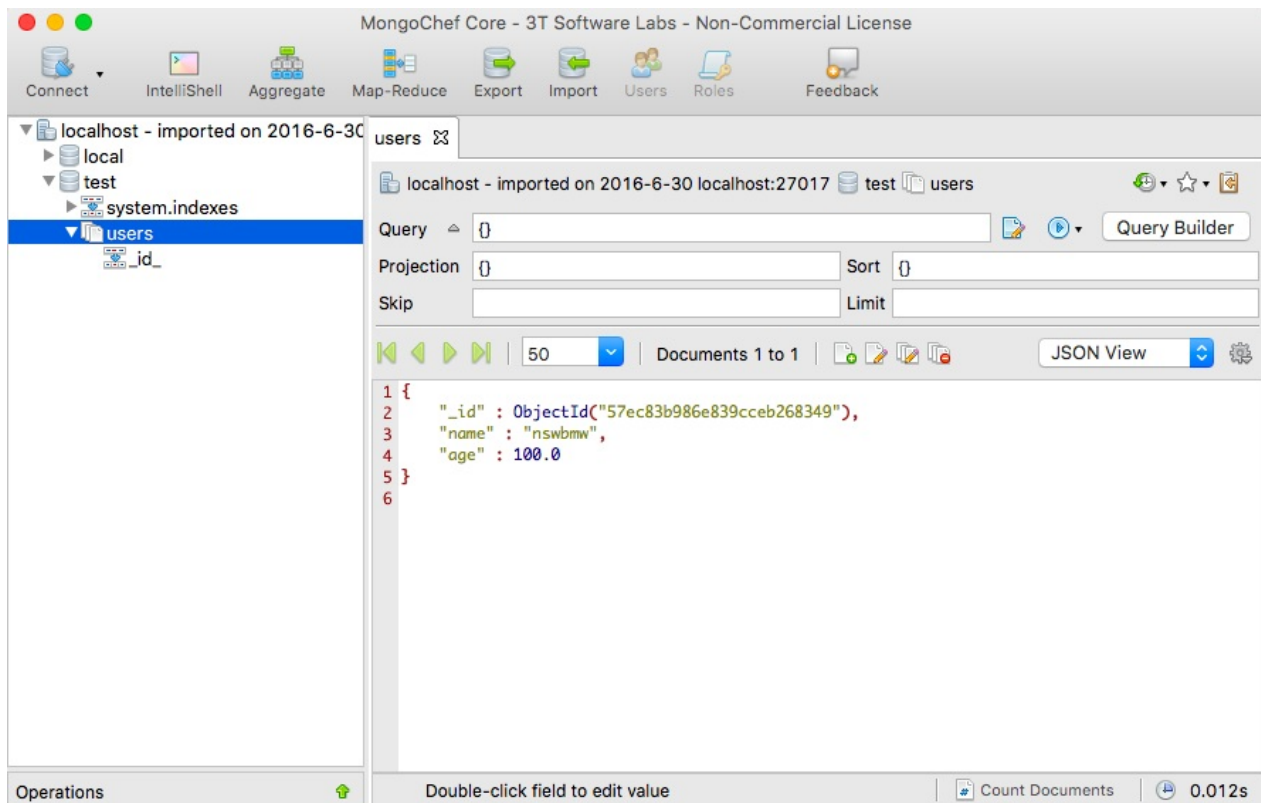 MongoChef Core - 3T Software Labs - Non-Commercial License
Connect IntelliShell Aggregate Map-Reduce Export Import Users Roles Feedback
localhost - imported on 2016-6-30
local
test
system.indexes
users
_id_
Operations
users
localhost - imported on 2016-6-30 localhost:27017 test users
Query {} Query Builder
Projection {} Sort {}
Skip Limit
50 Documents 1 to 1 JSON View
1 {
2 "_id" : ObjectId("57ec83b986e839cceb268349"),
3 "name" : "nswbmw",
4 "age" : 100.0
5 }
6
Double-click field to edit value Count Documents 0.012s